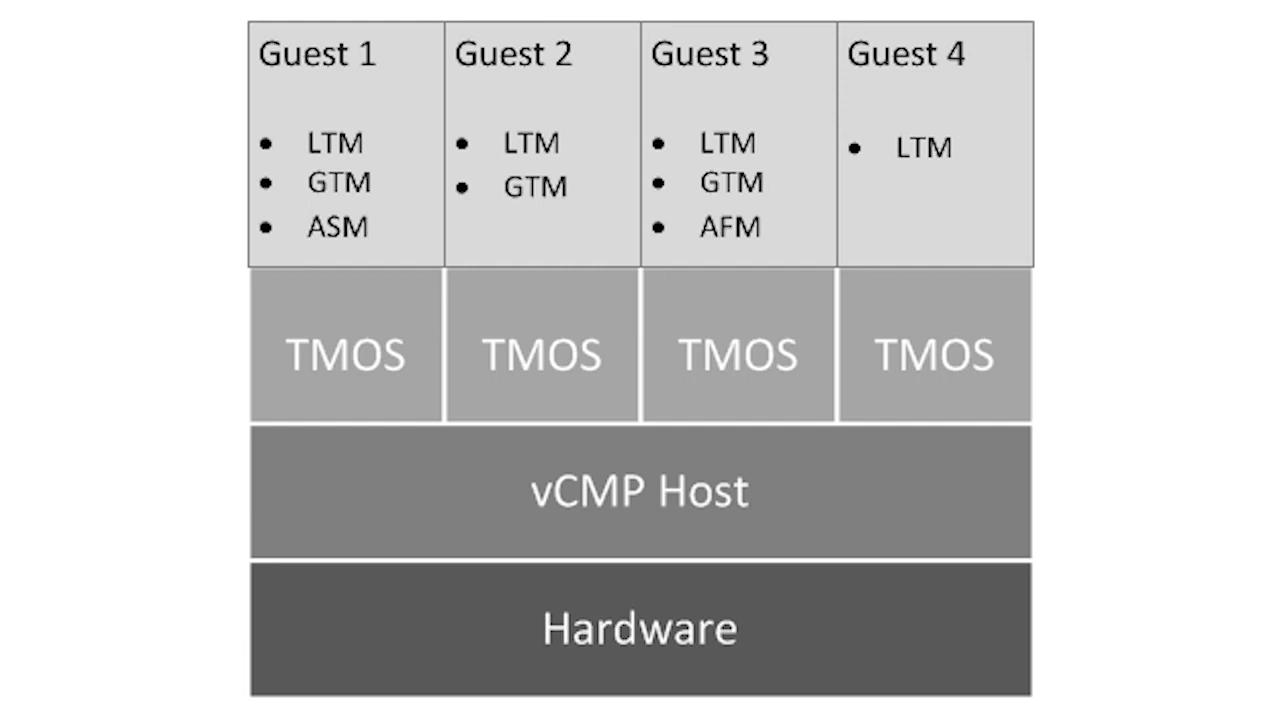 Guest 1
• LTM
• GTM
• ASM
Guest 2
• LTM
• GTM
Guest 3
• LTM
• GTM
• AFM
Guest 4
• LTM
TMOS
TMOS
TMOS
TMOS
vCMP Host
Hardware